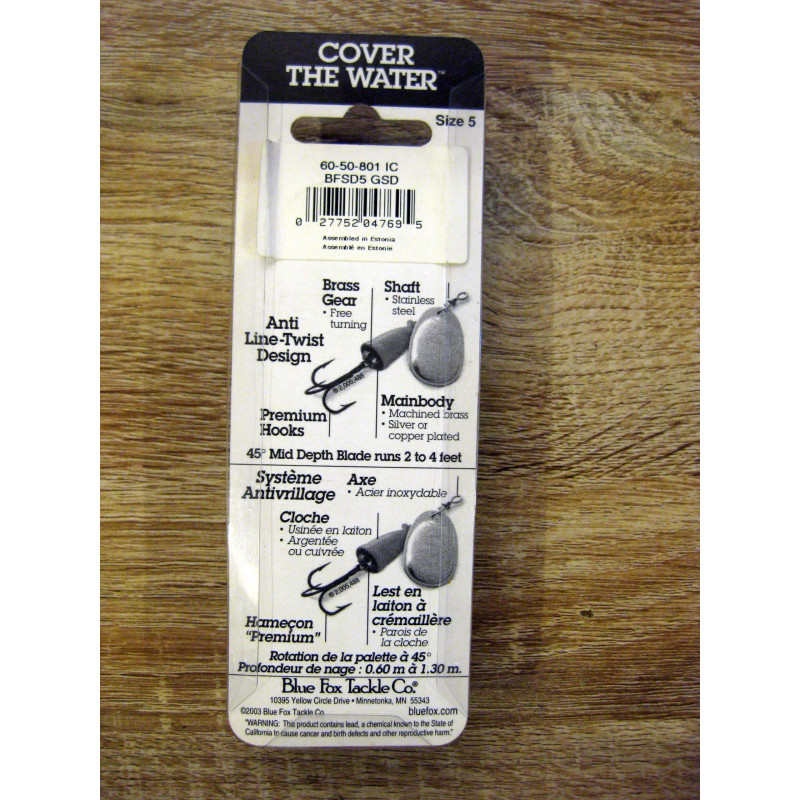 COVER
THE WATER™
Size 5
60-50-801 IC
BFSD5 GSD
0 27752 04769 5
Assembled in Estonia
Assemblé en Estonie
Brass
Gear
• Free
turning
Shaft
• Stainless
steel
Anti
Line-Twist
Design
Premium
Hooks
Mainbody
• Machined brass
• Silver or
copper plated
45° Mid Depth Blade runs 2 to 4 feet
Système
Antivrillage
Axe
• Acier inoxydable
Cloche
• Usinée en laiton
• Argentée
ou cuivrée
Hameçon
"Premium"
Lest en
laiton à
crémaillère
• Parois de
la cloche
Rotation de la palette à 45°
Profondeur de nage : 0.60 m à 1.30 m.
Blue Fox Tackle Co.®
10395 Yellow Circle Drive • Minnetonka, MN 55343
©2003 Blue Fox Tackle Co.
bluefox.com
"WARNING: This product contains lead, a chemical known to the State of
California to cause cancer and birth defects and other reproductive harm."